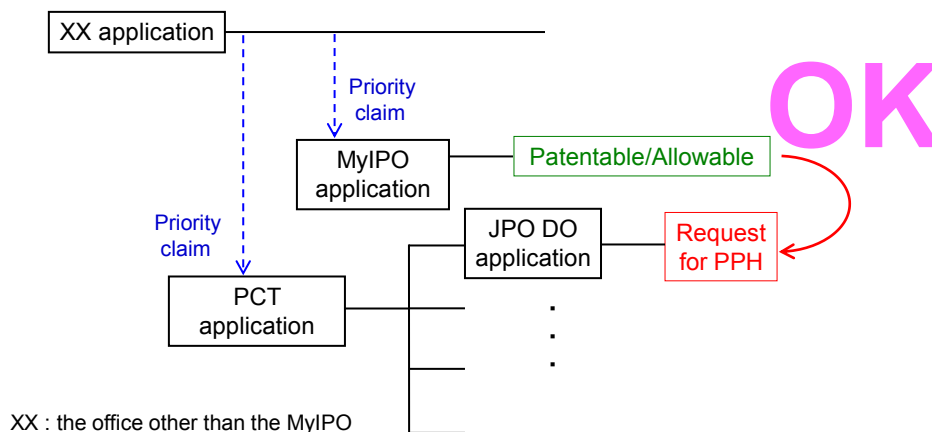 XX application
OK
Priority
claim
MyIPO
application
Patentable/Allowable
Priority
claim
JPO DO
application
Request
for PPH
PCT
application
XX : the office other than the MyIPO